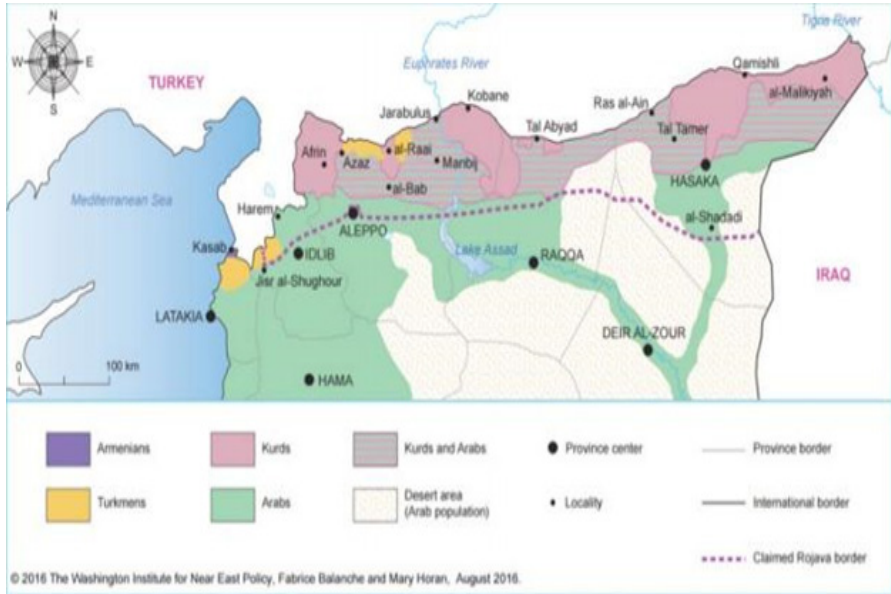 N
W
E
S
TURKEY
Mediterranean Sea
Euphrates River
Tigris River
Qamishli
al-Malikiyah
Kobane
Jarabulus
Ras al-Ain
Tal Abyad
Tal Tamer
Afrin
Azaz
al-Raai
Manbij
al-Bab
HASAKA
Harem
ALEPPO
al-Shadadi
Kasab
IDLIB
Lake Assad
RAQQA
IRAQ
Jisr al-Shughour
LATAKIA
DEIR AL-ZOUR
0
100 km
HAMA
Armenians
Kurds
Kurds and Arabs
Province center
Province border
Turkmens
Arabs
Desert area
(Arab population)
Locality
International border
Claimed Rojava border
© 2016 The Washington Institute for Near East Policy, Fabrice Balanche and Mary Horan, August 2016.